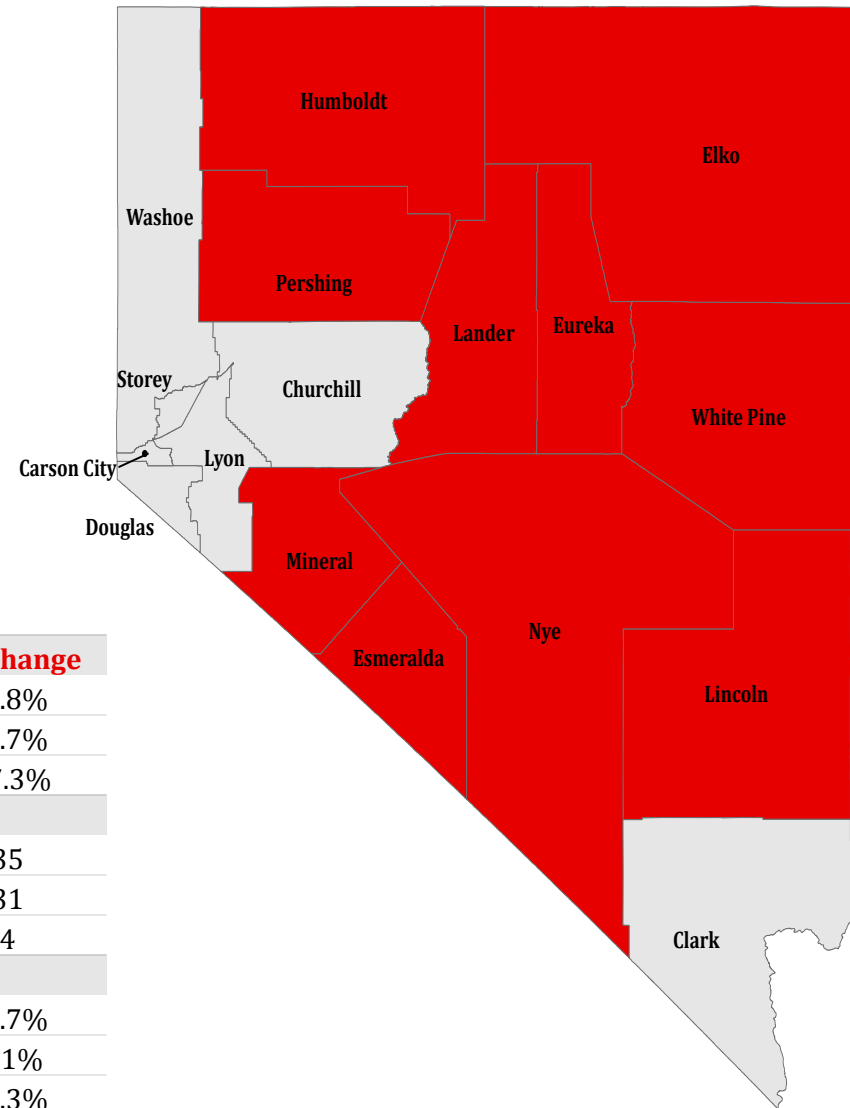 Humboldt
Elko
Washoe
Pershing
Eureka
Lander
Storey
Churchill
White Pine
Lyon
Carson City
Douglas
Mineral
Nye
Esmeralda
Lincoln
Clark
hange
.8%
.7%
7.3%
35
31
4
.7%
1%
.3%